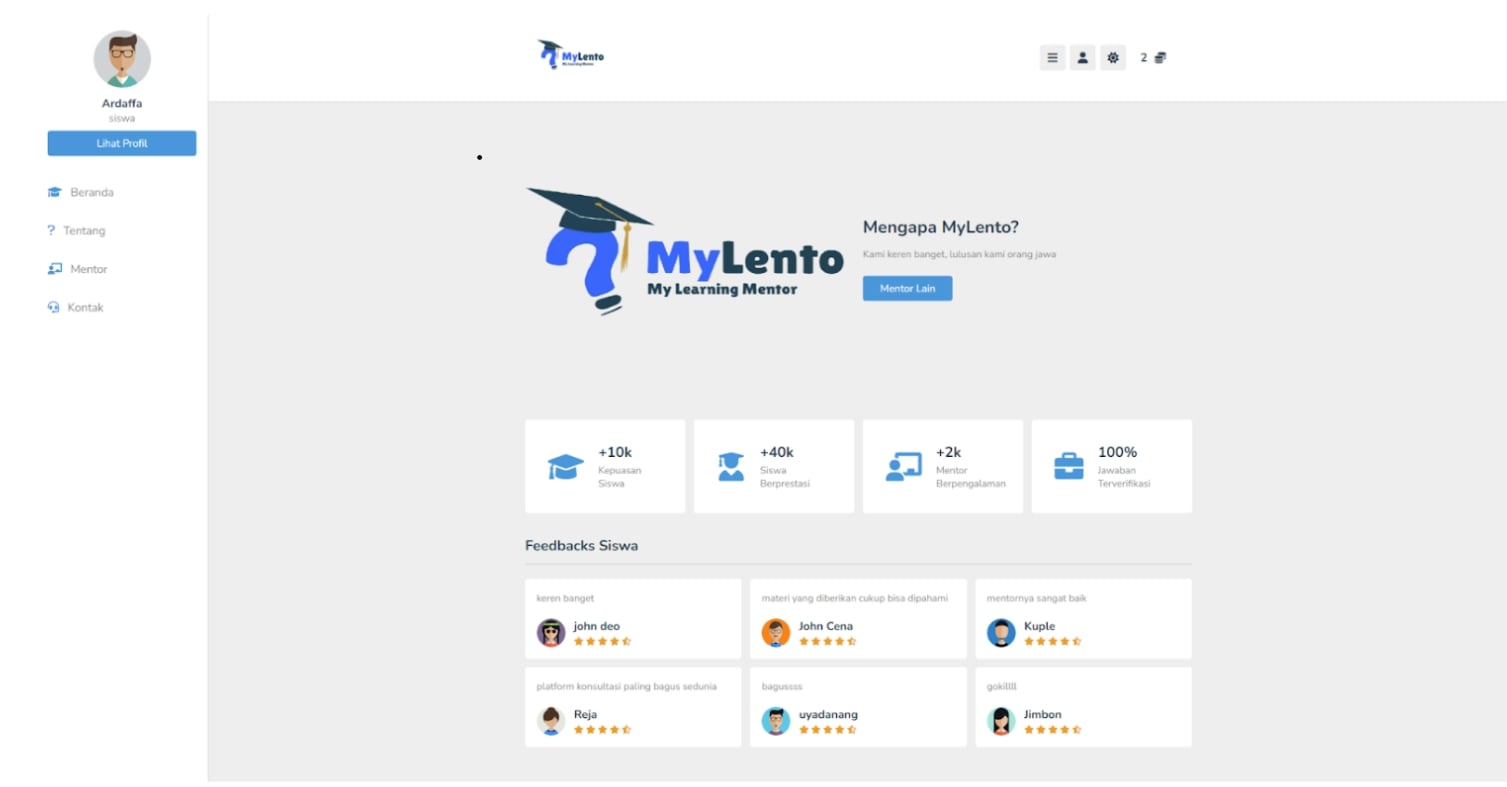 Ardaffa
siswa
Lihat Profil
Beranda
? Tentang
Mentor
Kontak
MyLento
My Learning Mentor
2
MyLento
My Learning Mentor
Mengapa MyLento?
Kami keren banget, lulusan kami orang jawa
Mentor Lain
+10k
Kepuasan
Siswa
+40k
Siswa
Berprestasi
+2k
Mentor
Berpengalaman
100%
Jawaban
Terverifikasi
Feedbacks Siswa
keren banget
john deo
materi yang diberikan cukup bisa dipahami
John Cena
mentornya sangat baik
Kuple
platform konsultasi paling bagus sedunia
Reja
bagussss
uyadanang
gokillll
Jimbon